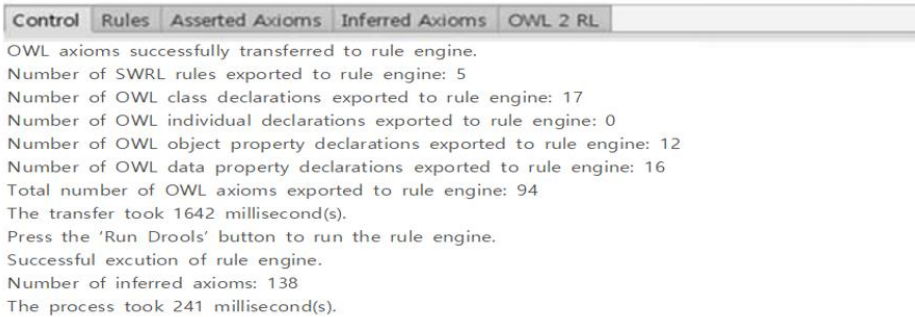 Control Rules Asserted Axioms Inferred Axioms OWL 2 RL
OWL axioms successfully transferred to rule engine.
Number of SWRL rules exported to rule engine: 5
Number of OWL class declarations exported to rule engine: 17
Number of OWL individual declarations exported to rule engine: 0
Number of OWL object property declarations exported to rule engine: 12
Number of OWL data property declarations exported to rule engine: 16
Total number of OWL axioms exported to rule engine: 94
The transfer took 1642 millisecond(s).
Press the ‘Run Drools’ button to run the rule engine.
Successful excution of rule engine.
Number of inferred axioms: 138
The process took 241 millisecond(s).